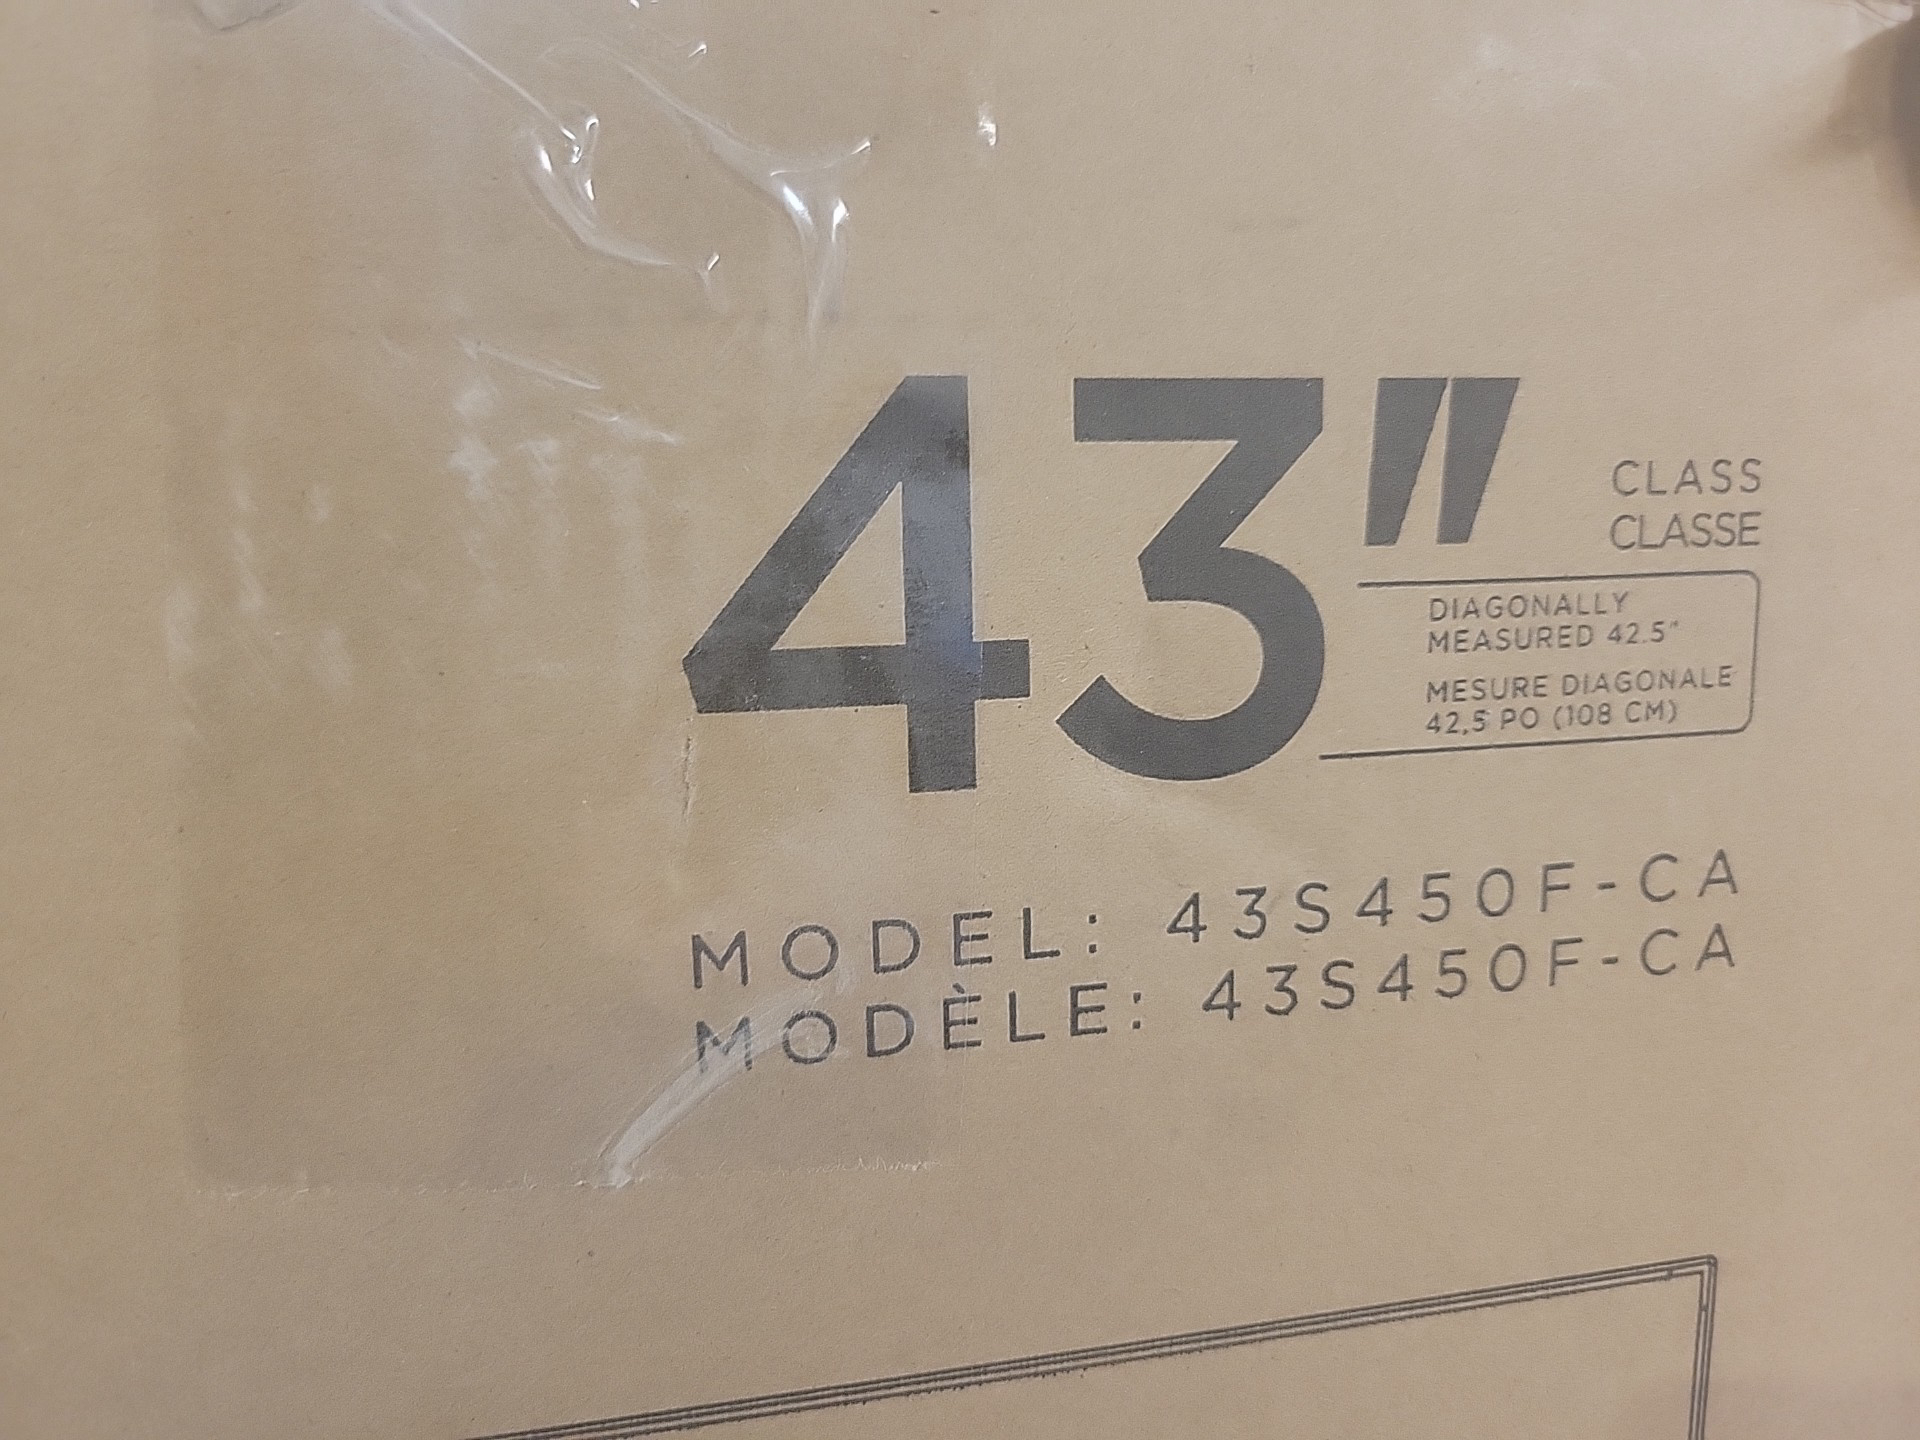 43"
CLASS
CLASSE
DIAGONALLY
MEASURED 42.5"
MESURE DIAGONALE
42,5 PO (108 CM)
MODEL: 43S450F-CA
MODÈLE: 43S450F-CA